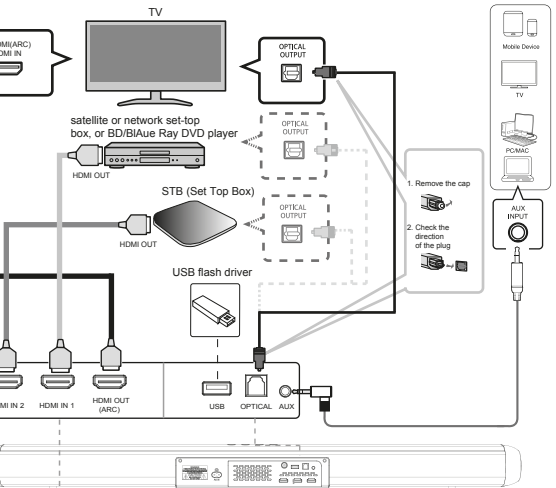 TV
DMI(ARC)
DMI IN
OPTICAL
OUTPUT
Mobile Device
TV
PC/MAC
AUX
INPUT
satellite or network set-top
box, or BD/BlAue Ray DVD player
HDMI OUT
OPTICAL
OUTPUT
1. Remove the cap
2. Check the
direction
of the plug
STB (Set Top Box)
HDMI OUT
OPTICAL
OUTPUT
USB flash driver
MI IN 2
HDMI IN 1
HDMI OUT
(ARC)
USB
OPTICAL
AUX